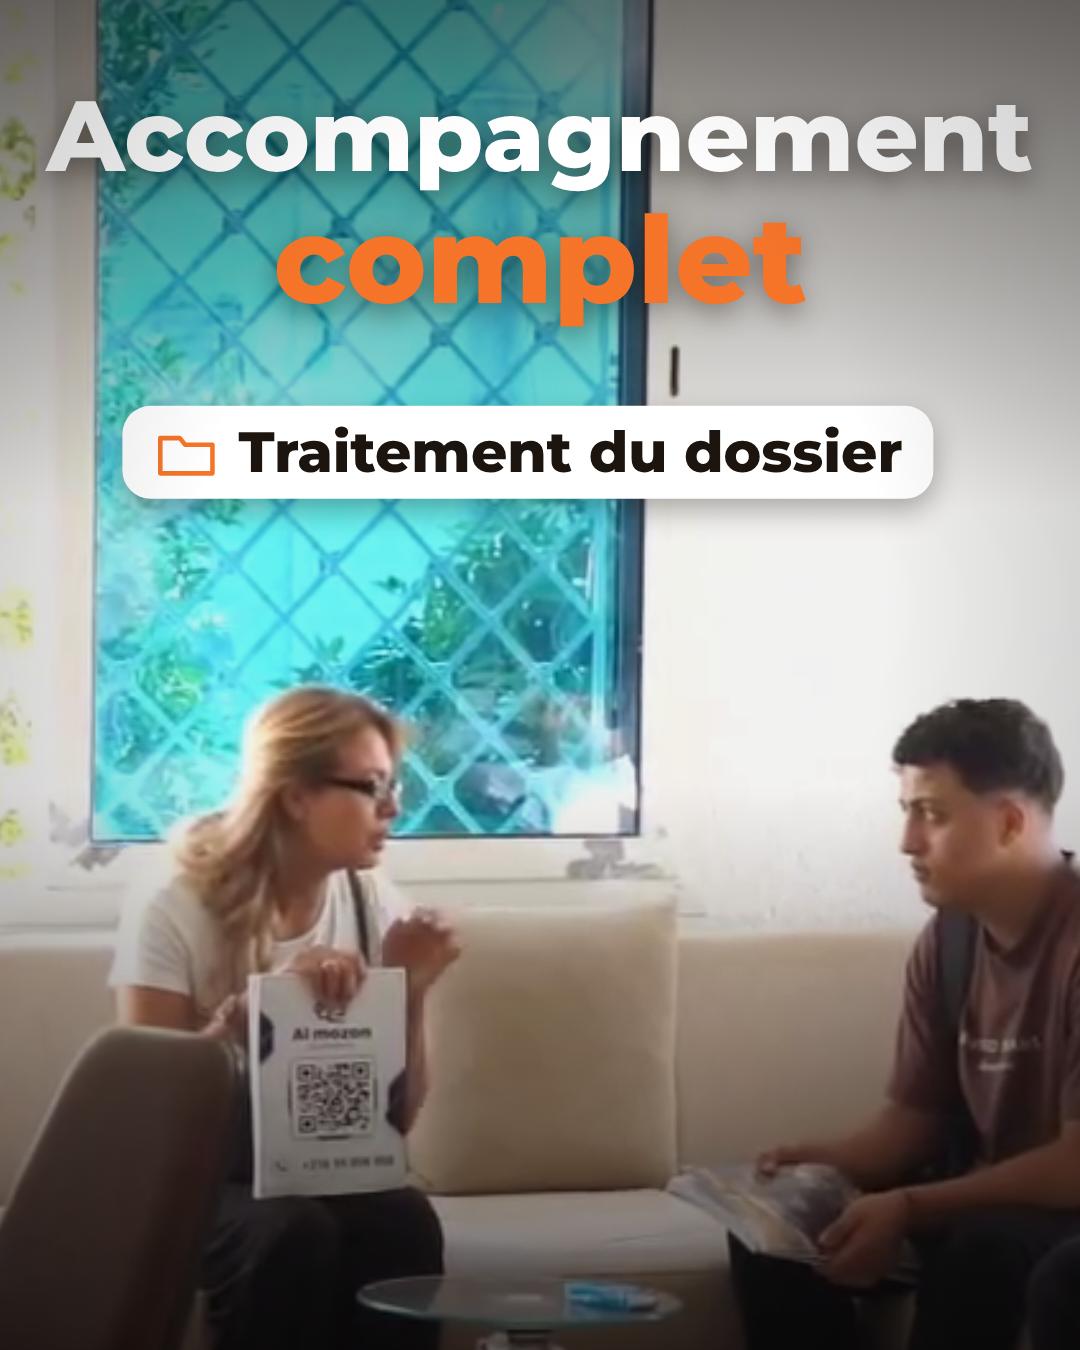 Accompagnement
complet
Traitement du dossier
Al mozon